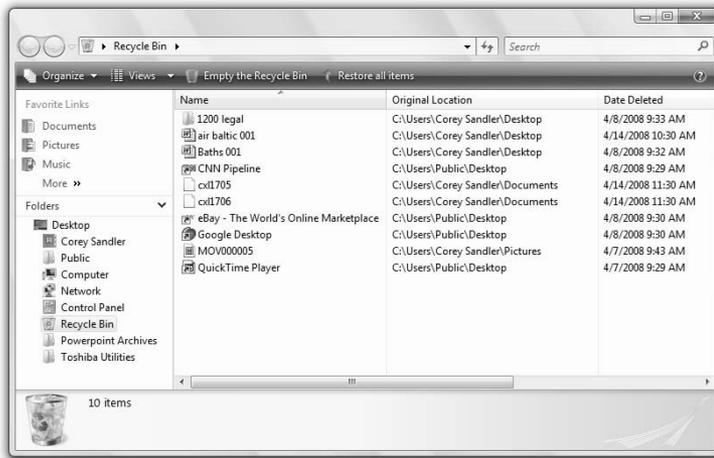 Recycle Bin
Search
Organize Views Empty the Recycle Bin Restore all items
Favorite Links
Documents
Pictures
Music
More »
Folders
Desktop
Corey Sandler
Public
Computer
Network
Control Panel
Recycle Bin
Powerpoint Archives
Toshiba Utilities
Name Original Location Date Deleted
1200 legal C:\Users\Corey Sandler\Desktop 4/8/2008 9:33 AM
air baltic 001 C:\Users\Corey Sandler\Desktop 4/14/2008 10:30 AM
Baths 001 C:\Users\Corey Sandler\Desktop 4/8/2008 9:32 AM
CNN Pipeline C:\Users\Public\Desktop 4/8/2008 9:29 AM
cxl1705 C:\Users\Corey Sandler\Documents 4/14/2008 11:30 AM
cxl1706 C:\Users\Corey Sandler\Documents 4/14/2008 11:30 AM
eBay - The World's Online Marketplace C:\Users\Public\Desktop 4/8/2008 9:30 AM
Google Desktop C:\Users\Public\Desktop 4/8/2008 9:30 AM
MOV000005 C:\Users\Corey Sandler\Pictures 4/7/2008 9:43 AM
QuickTime Player C:\Users\Public\Desktop 4/7/2008 9:29 AM
10 items